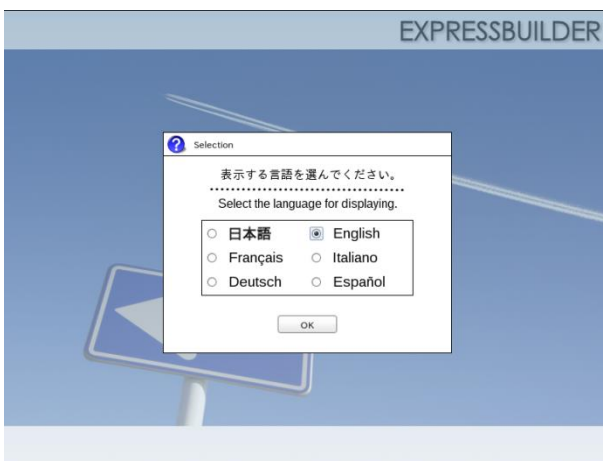 EXPRESSBUILDER
Selection
表示する言語を選んでください。
Select the language for displaying.
日本語 English
Français Italiano
Deutsch Español
OK